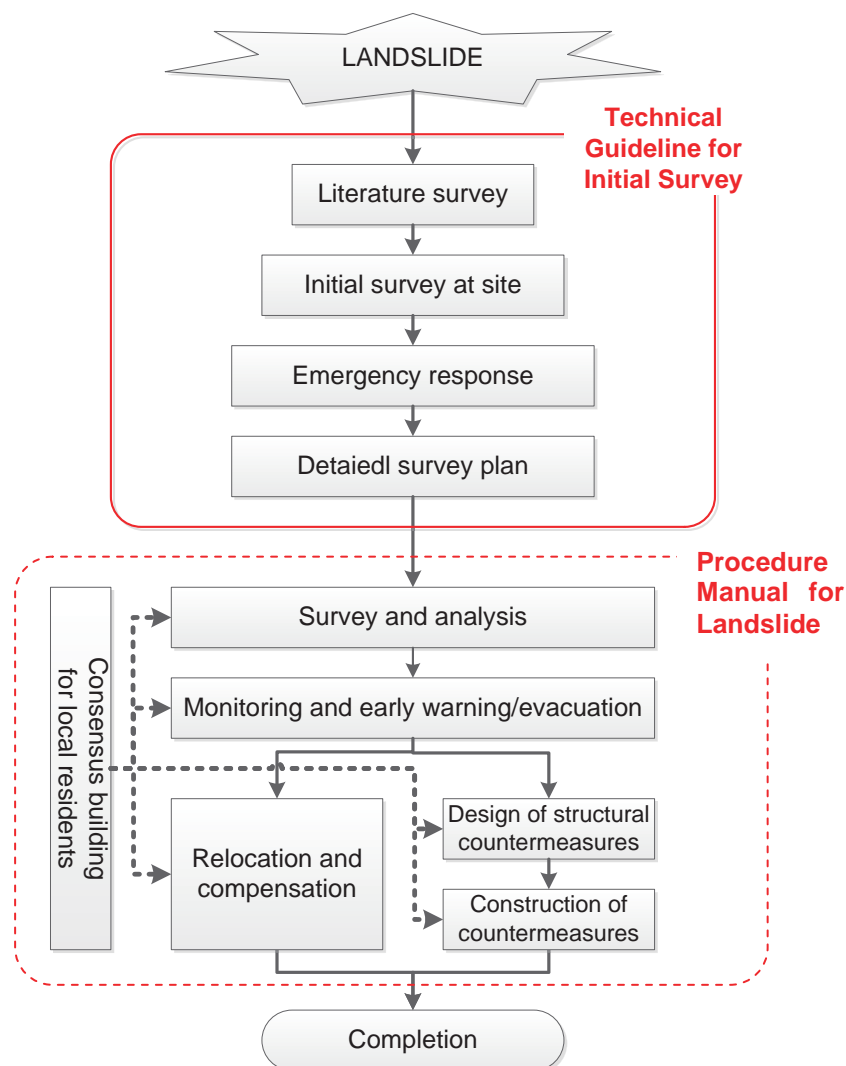 LANDSLIDE
Technical
Guideline for
Initial Survey
Literature survey
Initial survey at site
Emergency response
Detaiedl survey plan
Procedure
Manual for
Landslide
Consensus building
for local residents
Survey and analysis
Monitoring and early warning/evacuation
Relocation and
compensation
Design of structural
countermeasures
Construction of
countermeasures
Completion